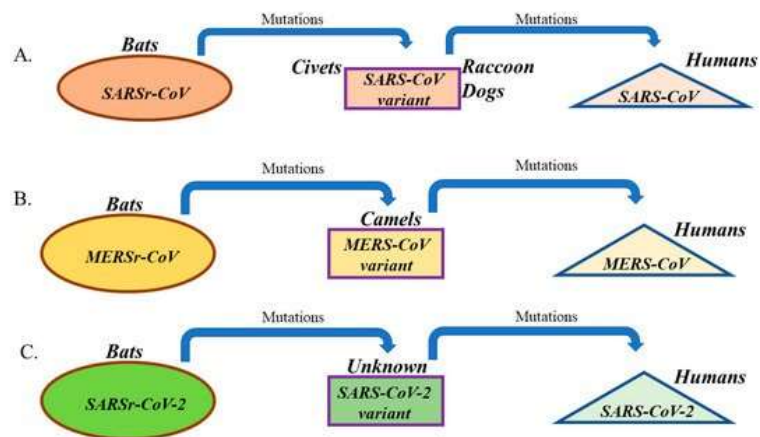 Mutations Mutations
A. Bats Civets Raccoon Dogs Humans
SARSr-CoV
SARS-CoV
variant
SARS-CoV
Mutations Mutations
B. Bats Camels Humans
MERSr-CoV
MERS-CoV
variant
MERS-CoV
Mutations Mutations
C. Bats Unknown Humans
SARSr-CoV-2
SARS-CoV-2
variant
SARS-CoV-2